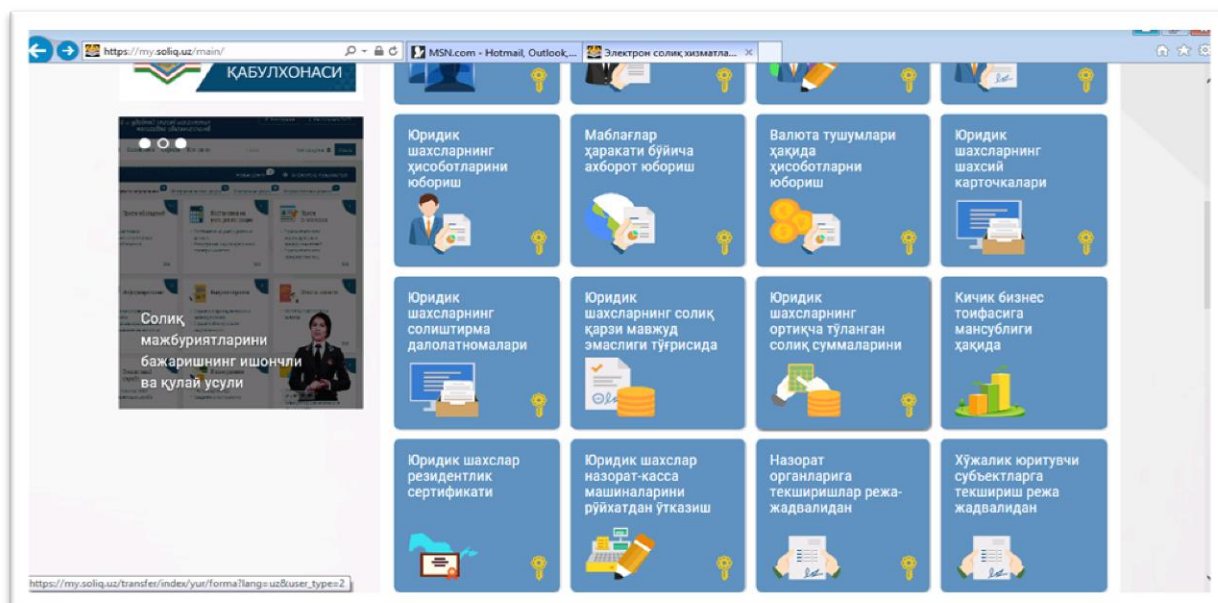 https://my.soliq.uz/main/
MSN.com - Hotmail, Outlook,...
Электрон солиқ хизматла...
ҚАБУЛХОНАСИ
Солиқ
мажбуриятларини
бажаришнинг ишончли
ва қулай усули
Юридик
шахсларнинг
ҳисоботларини
юбориш
Маблағлар
ҳаракати бўйича
ахборот юбориш
Валюта тушумлари
ҳақида
ҳисоботларни
юбориш
Юридик
шахсларнинг
шахсий
карточкалари
Юридик
шахсларнинг
солиштирма
далолатномалари
Юридик
шахсларнинг солиқ
қарзи мавжуд
эмаслиги тўғрисида
Юридик
шахсларнинг
ортиқча тўланган
солиқ суммаларини
Кичик бизнес
тоифасига
мансублиги
ҳақида
Юридик шахслар
резидентлик
сертификати
Юридик шахслар
назорат-касса
машиналарини
рўйхатдан ўтказиш
Назорат
органларига
текширишлар режа-
жадвалидан
Хўжалик юритувчи
субъектларга
текшириш режа
жадвалидан
https://my.soliq.uz/transfer/index/yur/forma?lang=uz&user_type=2